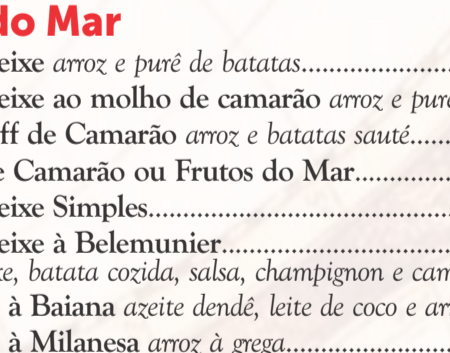 do Mar
eixe arroz e purê de batatas
eixe ao molho de camarão arroz e purê
ff de Camarão arroz e batatas sauté
e Camarão ou Frutos do Mar
eixe Simples
eixe à Belemunier
xe, batata cozida, salsa, champignon e cam
à Baiana azeite dendê, leite de coco e ar
à Milanesa arroz à grega